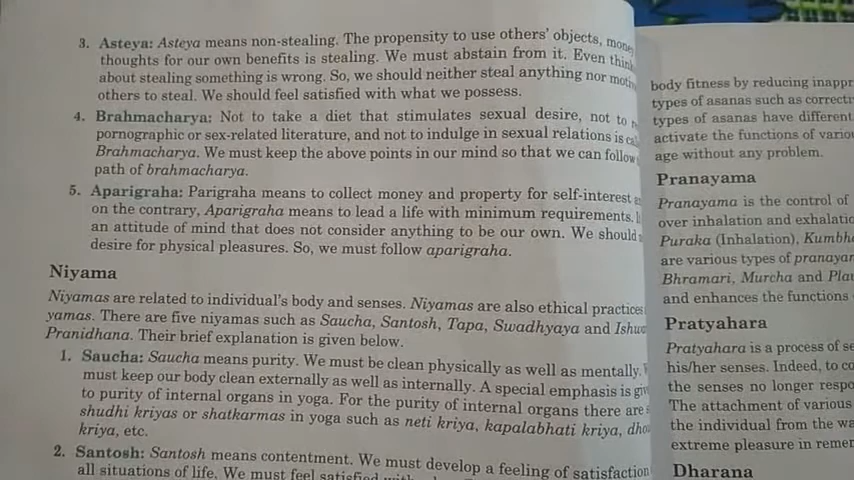 3. Asteya: Asteya means non-stealing. The propensity to use others' objects, money
thoughts for our own benefits is stealing. We must abstain from it. Even think
about stealing something is wrong. So, we should neither steal anything nor
others to steal. We should feel satisfied with what we possess.
4. Brahmacharya: Not to take a diet that stimulates sexual desire, not to
pornographic or sex-related literature, and not to indulge in sexual relations is
Brahmacharya. We must keep the above points in our mind so that we can follow
path of brahmacharya.
5. Aparigraha: Parigraha means to collect money and property for self-interest
on the contrary, Aparigraha means to lead a life with minimum requirements.
an attitude of mind that does not consider anything to be our own. We should
desire for physical pleasures. So, we must follow aparigraha.
Niyama
Niyamas are related to individual's body and senses. Niyamas are also ethical practices
yamas. There are five niyamas such as Saucha, Santosh, Tapa, Swadhyaya and
Pranidhana. Their brief explanation is given below.
1. Saucha: Saucha means purity. We must be clean physically as well as mentally.
must keep our body clean externally as well as internally. A special emphasis is
to purity of internal organs in yoga. For the purity of internal organs there are
shudhi kriyas or shatkarmas in yoga such as neti kriya, kapalabhati kriya,
kriya, etc.
2. Santosh: Santosh means contentment. We must develop a feeling of satisfaction
all situations of life. We must feel satisfied
body fitness by reducing
types of asanas such as
types of asanas have different
activate the functions of
age without any problem.
Pranayama
Pranayama is the control of
over inhalation and
Puraka (Inhalation),
are various types of
Bhramari, Murcha and
and enhances the functions
Pratyahara
Pratyahara is a process of
his/her senses. Indeed, to
the senses no longer
The attachment of various
the individual from the
extreme pleasure in
Dharana